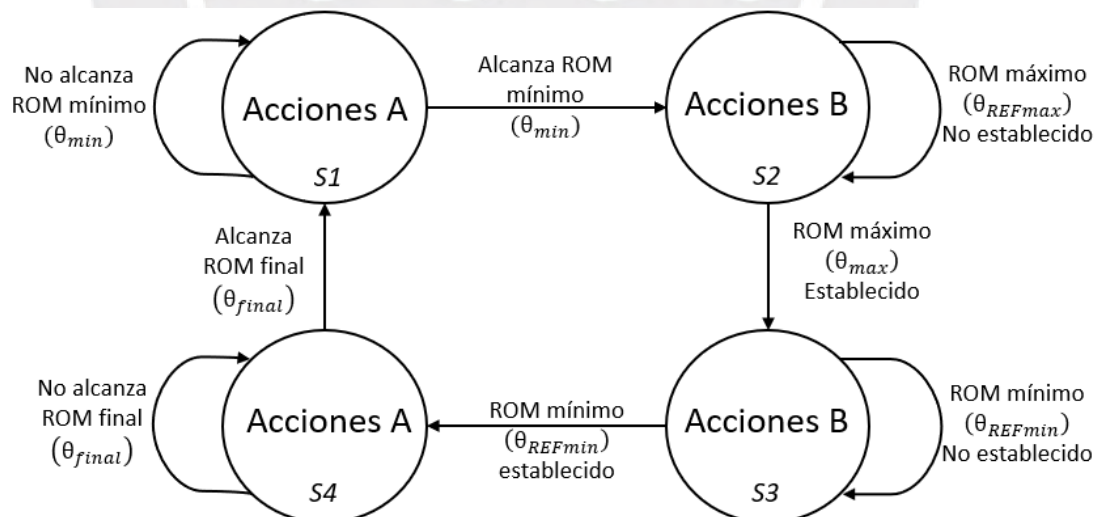 No alcanza
ROM mínimo
(θmin)
Acciones A
S1
Alcanza ROM
mínimo
(θmin)
Acciones B
S2
ROM máximo
(θREFmax)
No establecido
Alcanza
ROM final
(θfinal)
ROM máximo
(θmax)
Establecido
No alcanza
ROM final
(θfinal)
Acciones A
S4
ROM mínimo
(θREFmin)
establecido
Acciones B
S3
ROM mínimo
(θREFmin)
No establecido